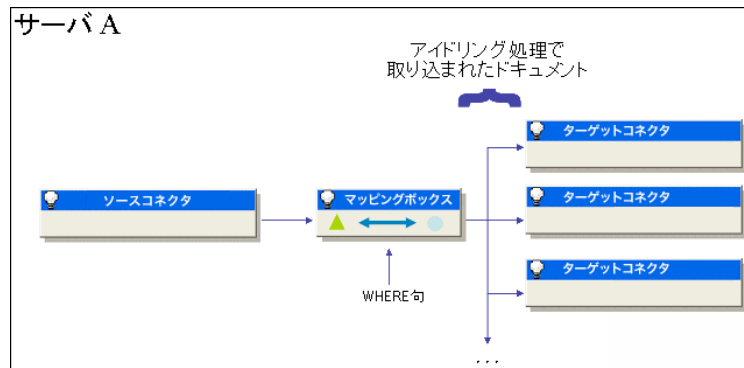 サーバ A
アイドリング処理で
取り込まれたドキュメント
ターゲットコネクタ
ソースコネクタ
マッピングボックス
ターゲットコネクタ
ターゲットコネクタ
WHERE句
...